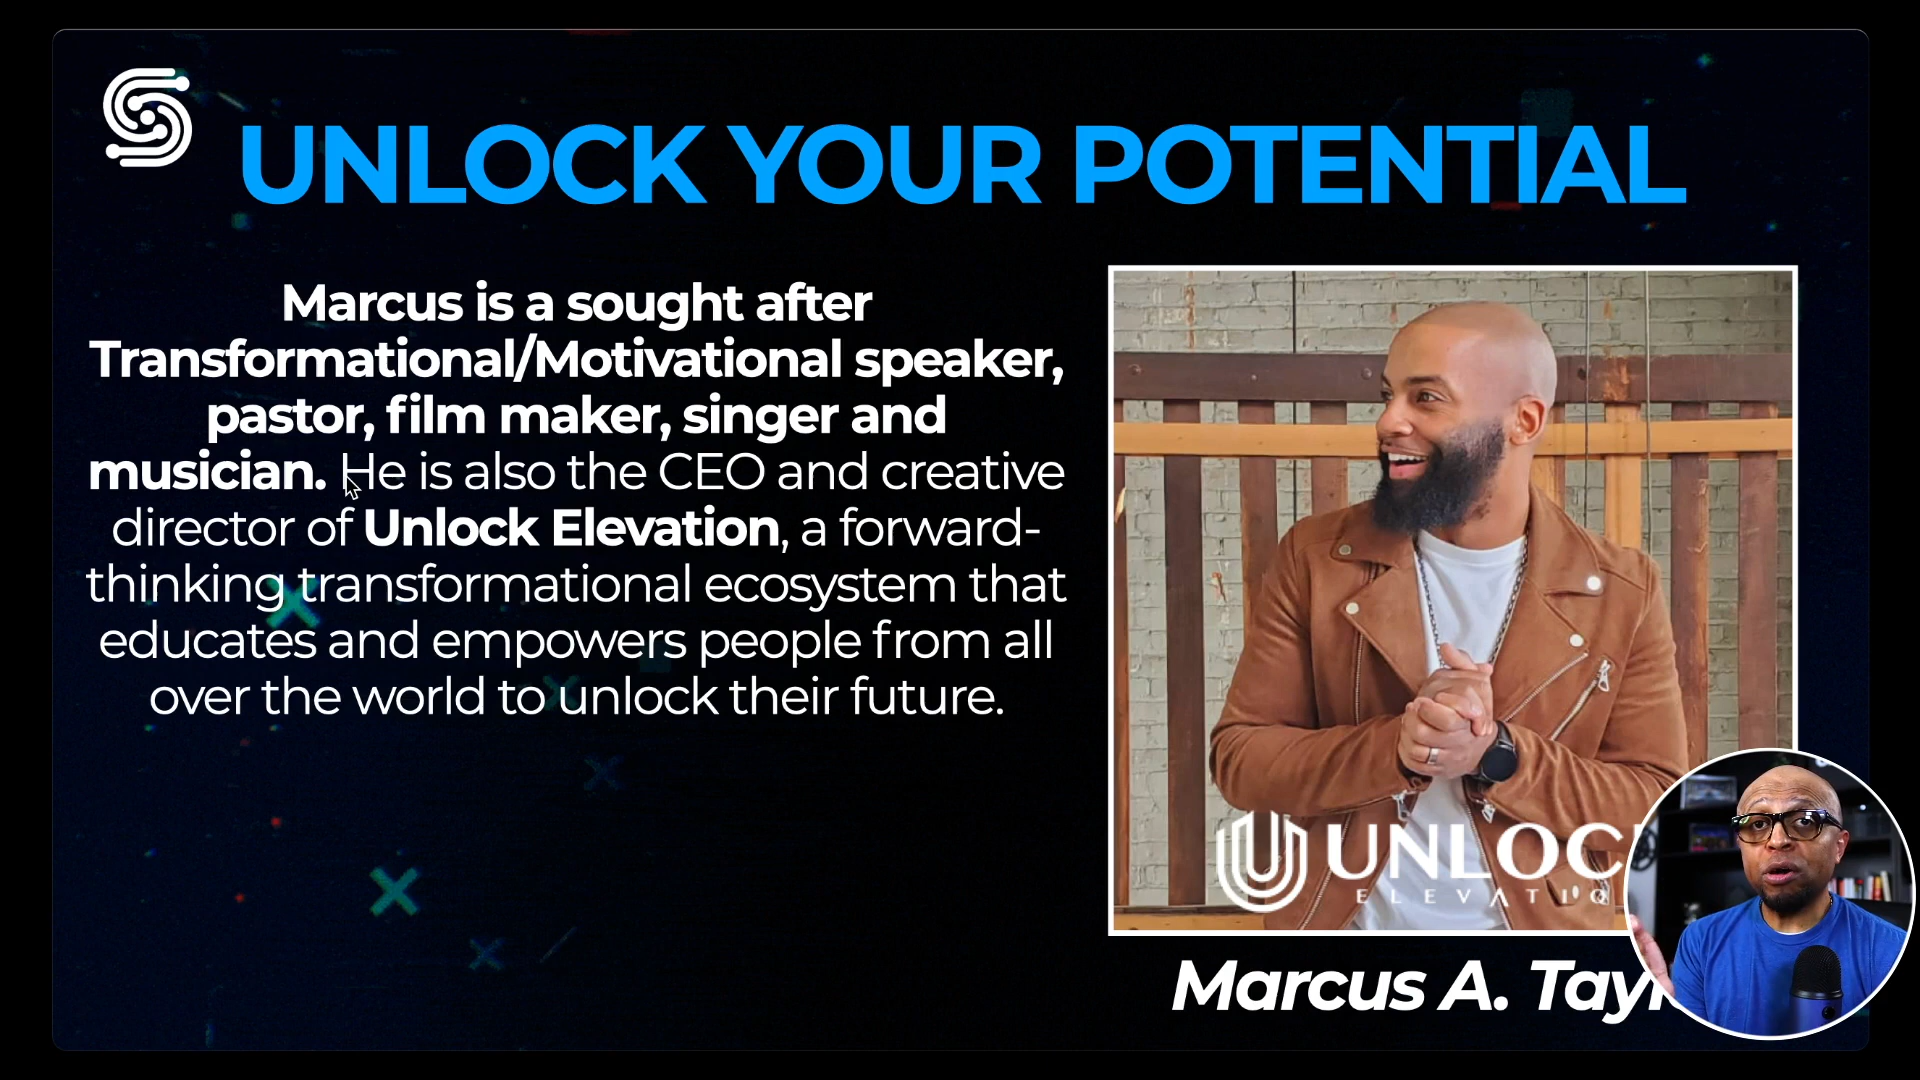 UNLOCK YOUR POTENTIAL
Marcus is a sought after
Transformational/Motivational speaker,
pastor, film maker, singer and
musician. He is also the CEO and creative
director of Unlock Elevation, a forward-
thinking transformational ecosystem that
educates and empowers people from all
over the world to unlock their future.
Marcus A.